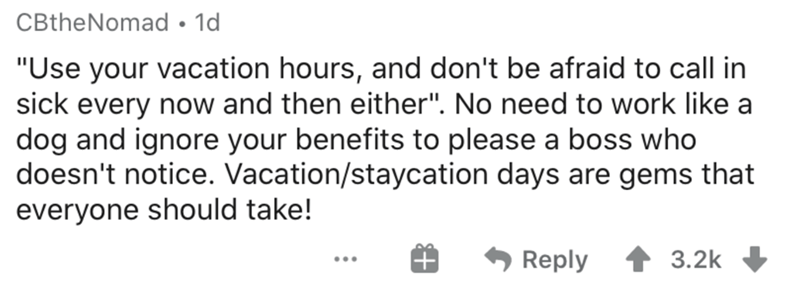 CBtheNomad • 1d
"Use your vacation hours, and don't be afraid to call in
sick every now and then either". No need to work like a
dog and ignore your benefits to please a boss who
doesn't notice. Vacation/staycation days are gems that
everyone should take!
... Reply 3.2k